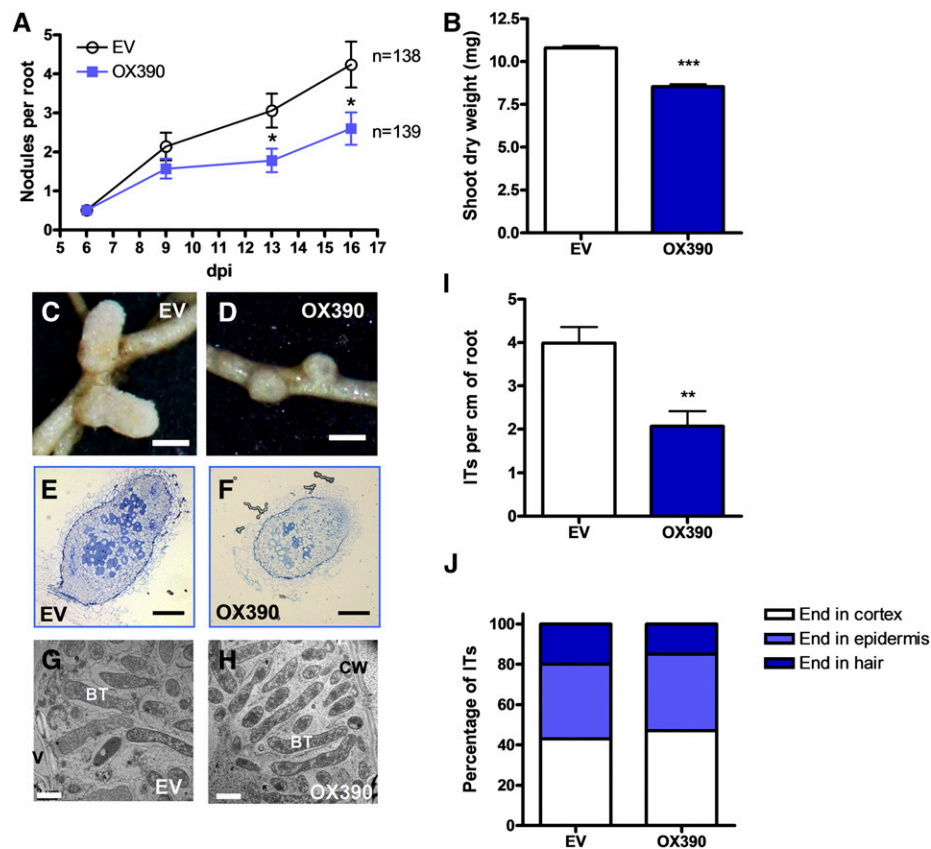 A
Nodules per root
5
4
3
2
1
0
EV
OX390
n=138
n=139
*
*
5 6 7 8 9 10 11 12 13 14 15 16 17
dpi
B
Shoot dry weight (mg)
12.5
10.0
7.5
5.0
2.5
0.0
***
EV OX390
C EV
D OX390
E
EV
F
OX390
G
BT
V
EV
H
CW
BT
OX390
I
ITs per cm of root
5
4
3
2
1
0
**
EV OX390
J
Percentage of ITs
100
80
60
40
20
0
EV OX390
End in cortex
End in epidermis
End in hair